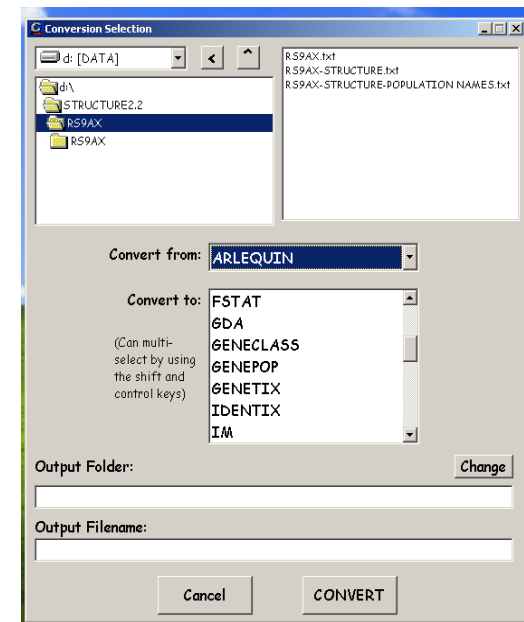 Conversion Selection
d: [DATA]
<
^
d:\
STRUCTURE2.2
RS9AX
RS9AX
RS9AX.txt
RS9AX-STRUCTURE.txt
RS9AX-STRUCTURE-POPULATION NAMES.txt
Convert from:
ARLEQUIN
Convert to:
(Can multi-
select by using
the shift and
control keys)
FSTAT
GDA
GENECLASS
GENEPOP
GENETIX
IDENTIX
IM
Output Folder:
Change
Output Filename:
Cancel
CONVERT